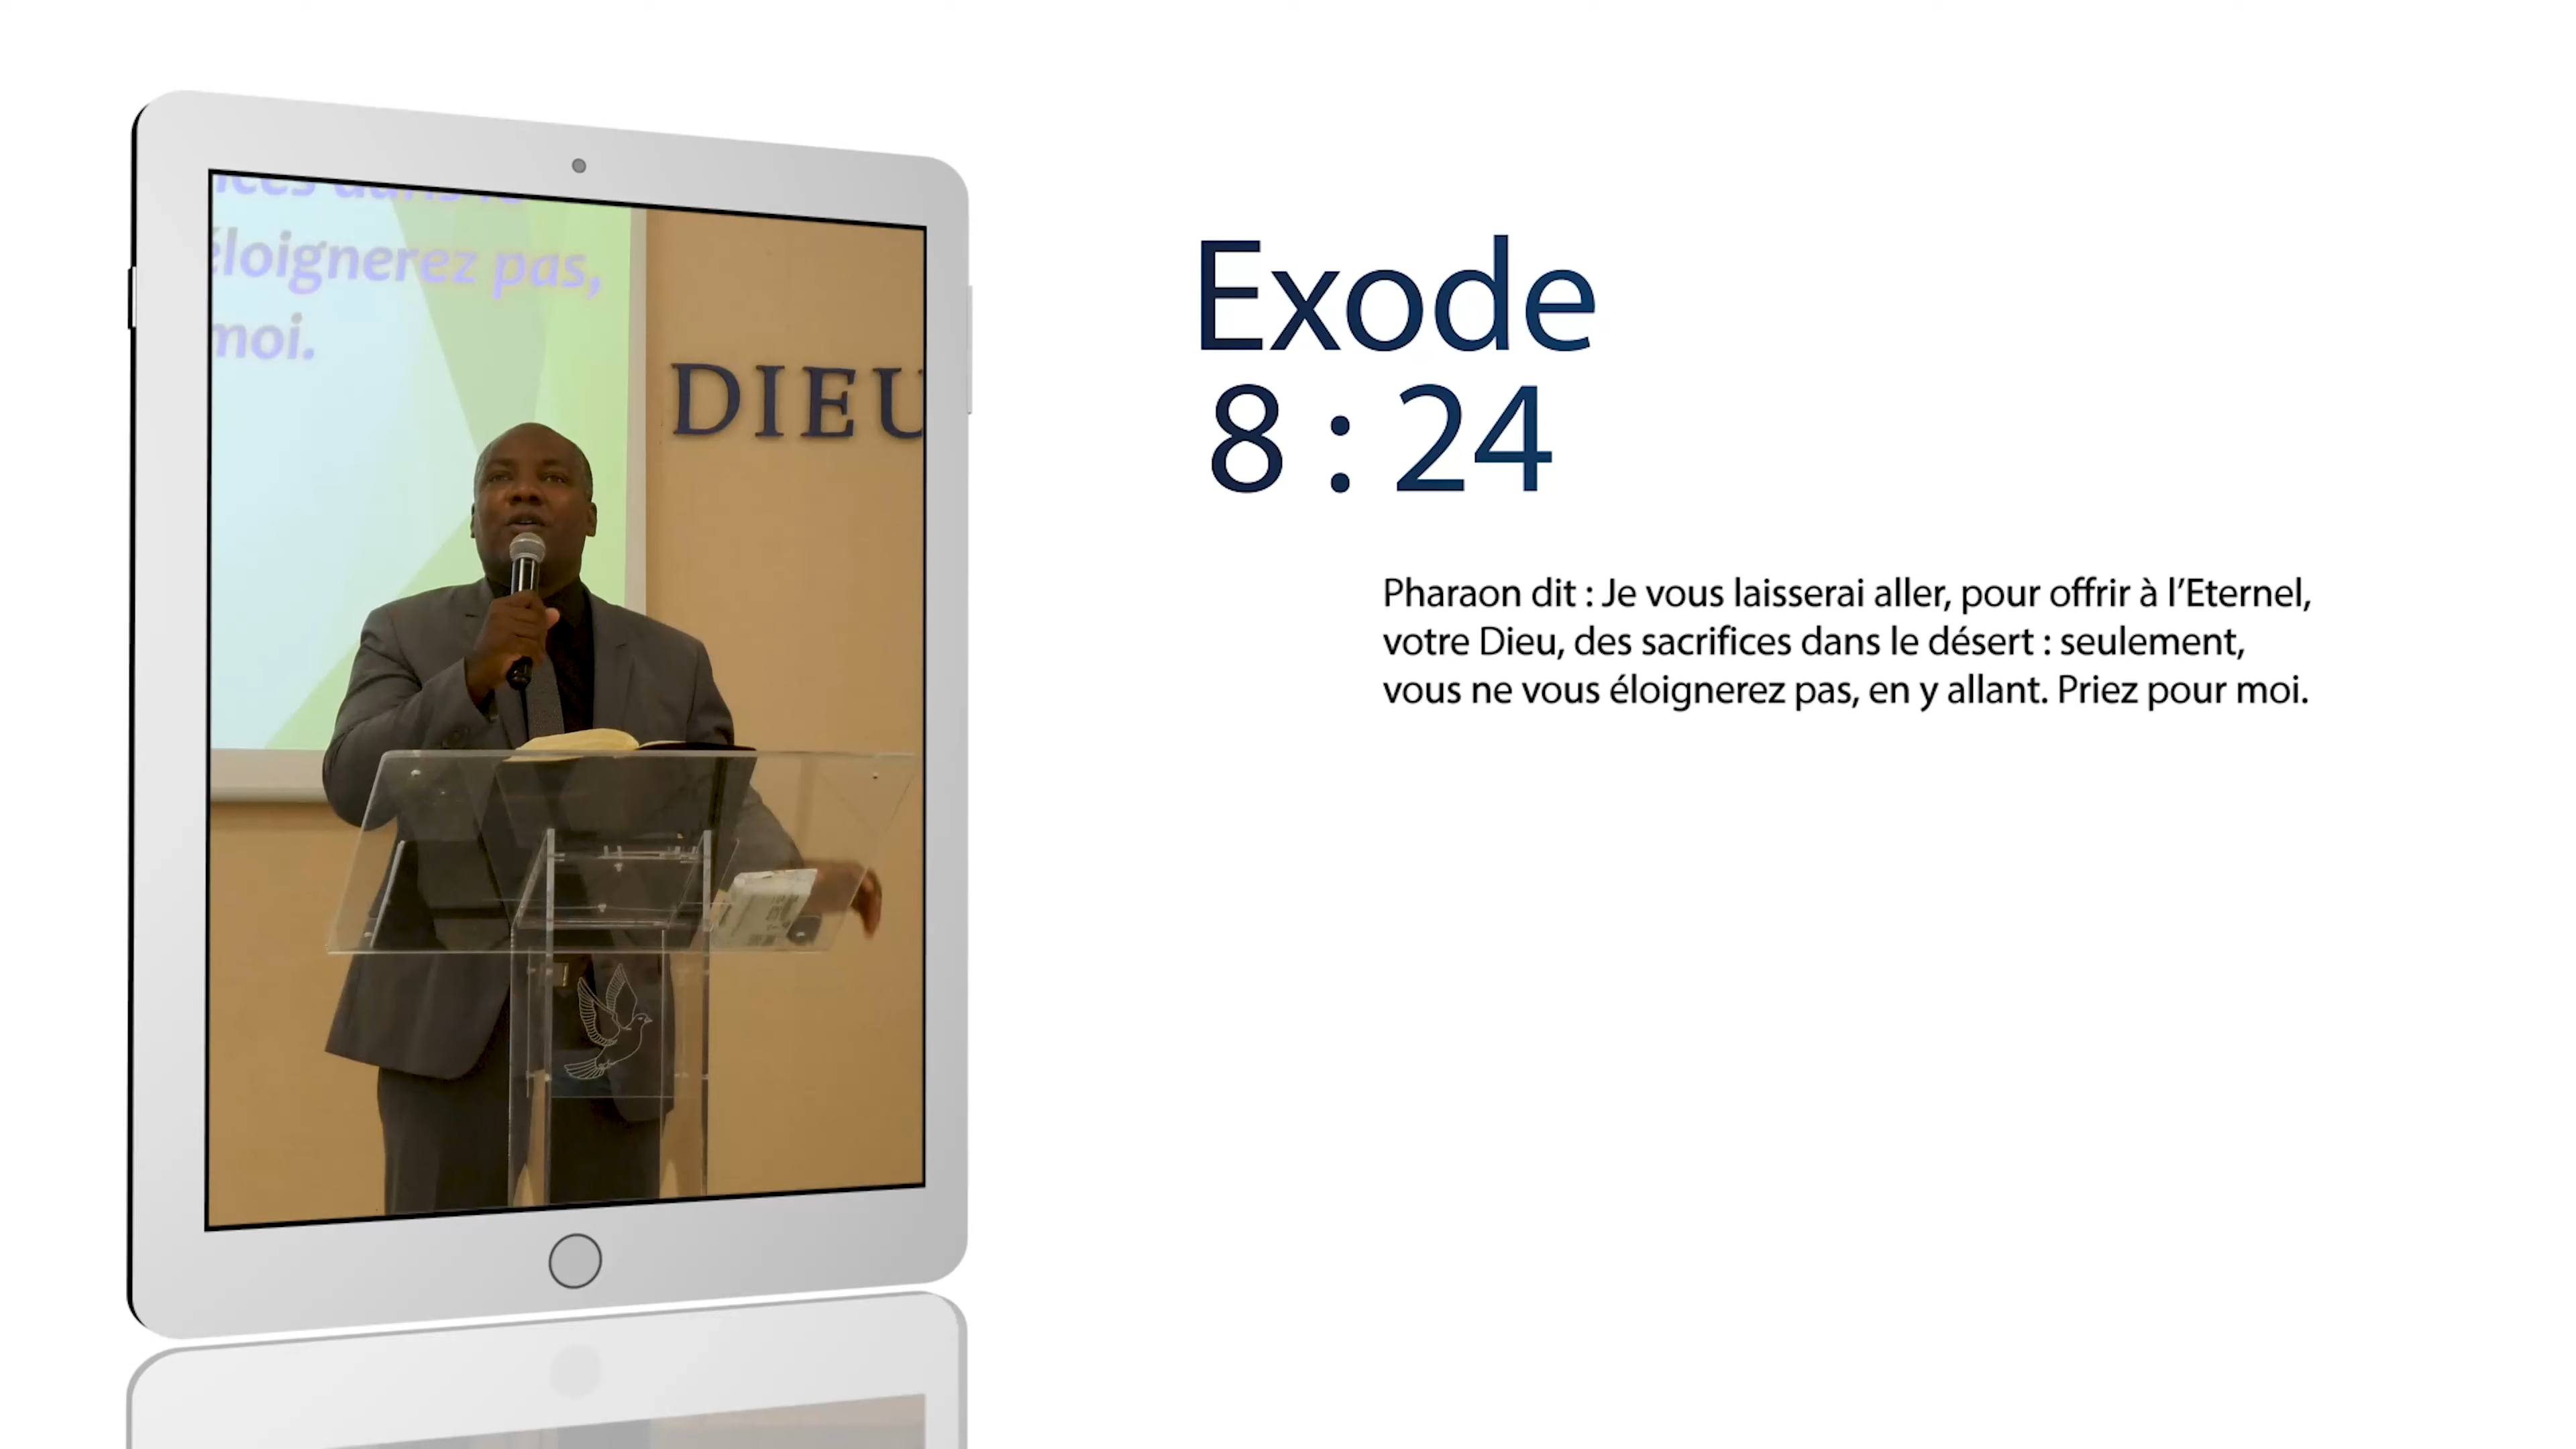 éloignerez pas,
moi.
DIEU
Exode
8 : 24
Pharaon dit : Je vous laisserai aller, pour offrir à l’Eternel,
votre Dieu, des sacrifices dans le désert : seulement,
vous ne vous éloignerez pas, en y allant. Priez pour moi.